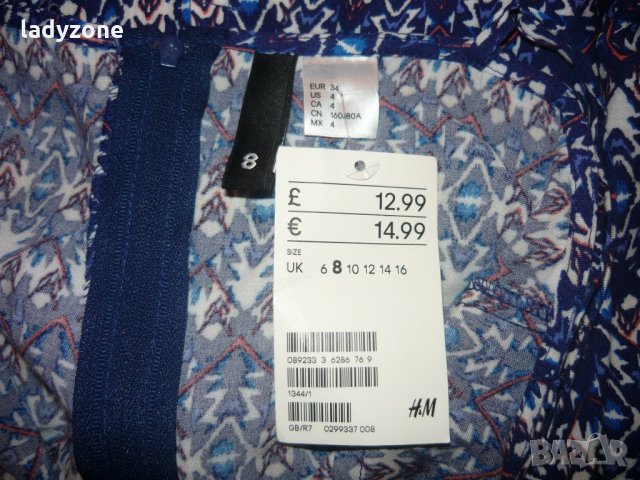 ladyzone
EUR 34
US 4
CA 4
CN 160/80A
MX 4
8
£ 12.99
€ 14.99
SIZE
UK 6 8 10 12 14 16
089233 3 6286 76 9
1344/1
H&M
GB/R7 0299337 008
BAZAR